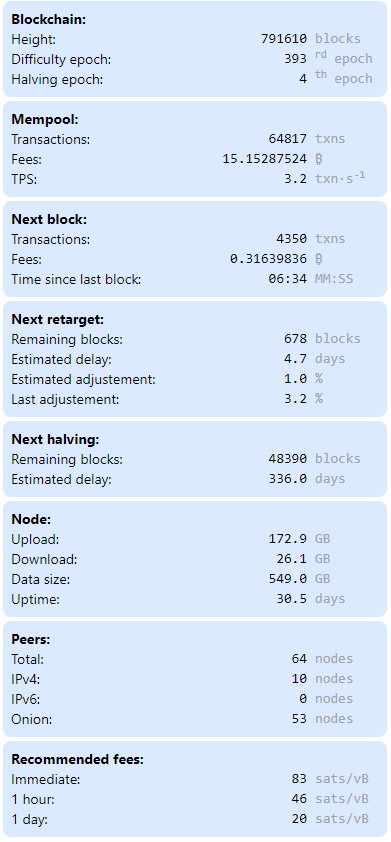 Blockchain:
Height: 791610 blocks
Difficulty epoch: 393 rd epoch
Halving epoch: 4 th epoch
Mempool:
Transactions: 64817 txns
Fees: 15.15287524 ₿
TPS: 3.2 txn·s⁻¹
Next block:
Transactions: 4350 txns
Fees: 0.31639836 ₿
Time since last block: 06:34 MM:SS
Next retarget:
Remaining blocks: 678 blocks
Estimated delay: 4.7 days
Estimated adjustement: 1.0 %
Last adjustement: 3.2 %
Next halving:
Remaining blocks: 48390 blocks
Estimated delay: 336.0 days
Node:
Upload: 172.9 GB
Download: 26.1 GB
Data size: 549.0 GB
Uptime: 30.5 days
Peers:
Total: 64 nodes
IPv4: 10 nodes
IPv6: 0 nodes
Onion: 53 nodes
Recommended fees:
Immediate: 83 sats/vB
1 hour: 46 sats/vB
1 day: 20 sats/vB